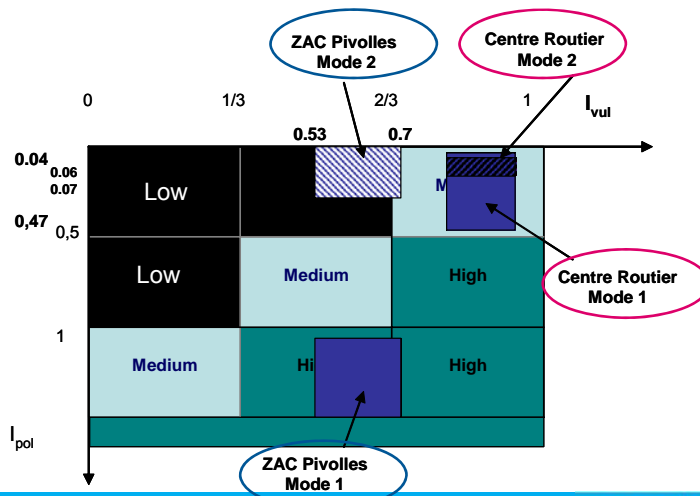 ZAC Pivolles
Mode 2
Centre Routier
Mode 2
0
1/3
2/3
1
Ivul
0.53
0.7
0.04
0.06
0.07
0,47
0,5
Low
Low
Medium
High
Centre Routier
Mode 1
1
Medium
High
Ipol
ZAC Pivolles
Mode 1